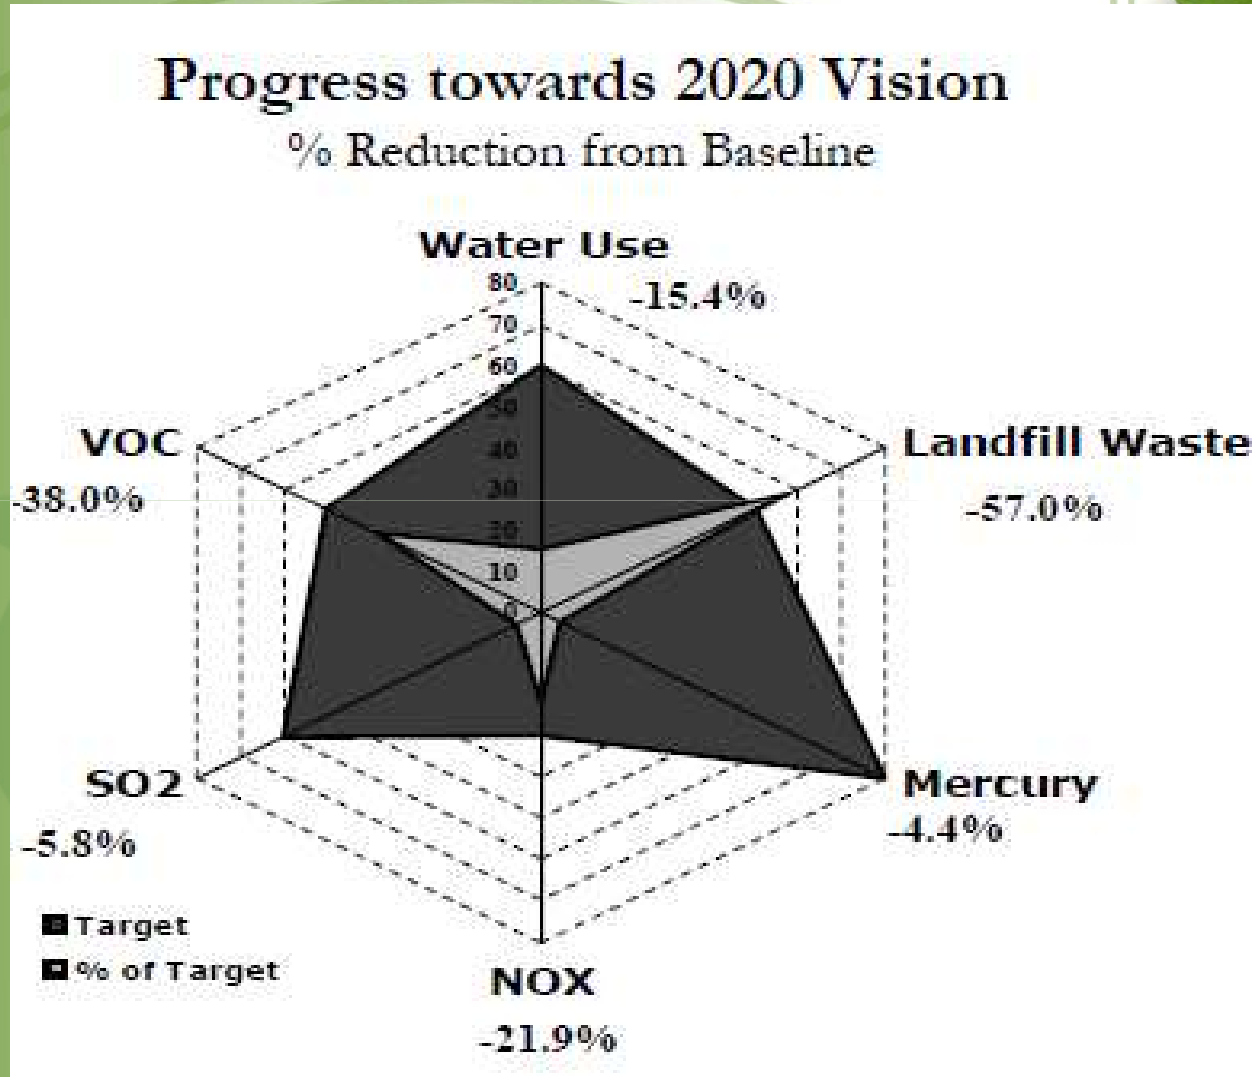 Progress towards 2020 Vision
% Reduction from Baseline
Water Use
-15.4%
80
70
60
50
40
30
20
10
0
VOC
-38.0%
Landfill Waste
-57.0%
SO2
-5.8%
Mercury
-4.4%
Target
% of Target
NOX
-21.9%